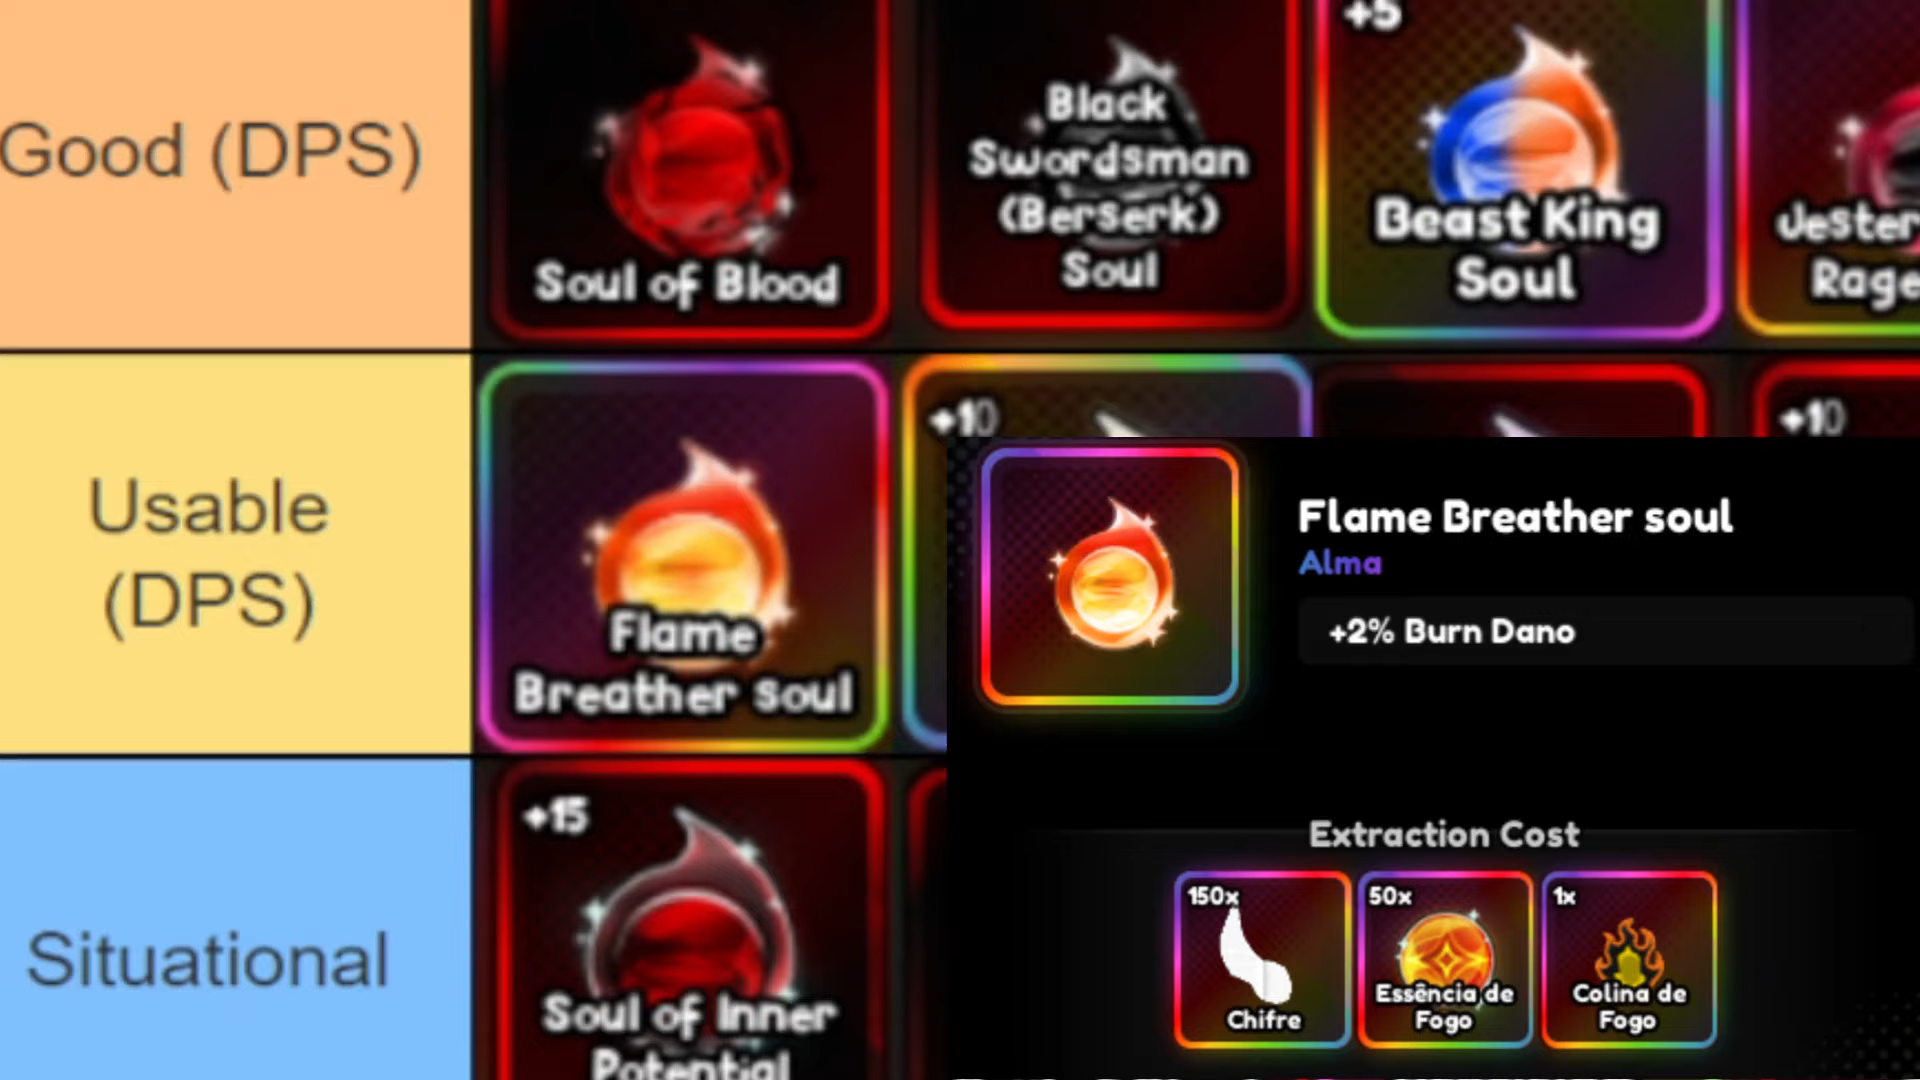 Good (DPS)
Soul of Blood
Black
Swordsman
(Berserk)
Soul
+5
Beast King
Soul
Jester
Rage
Usable
(DPS)
Flame
Breather soul
+10
+10
Flame Breather soul
Alma
+2% Burn Dano
Extraction Cost
150x
Chifre
50x
Essência de
Fogo
1x
Colina de
Fogo
Situational
+15
Soul of Inner
Potential